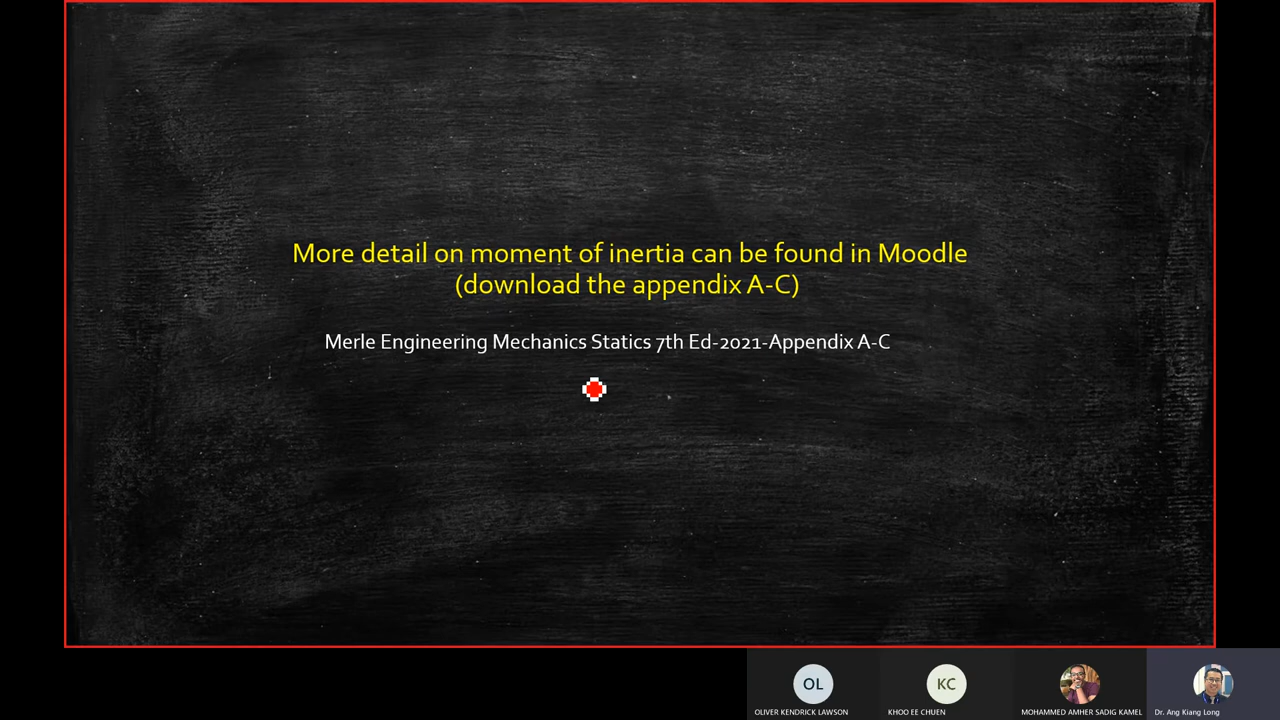 More detail on moment of inertia can be found in Moodle
(download the appendix A-C)
Merle Engineering Mechanics Statics 7th Ed-2021-Appendix A-C
OL
KC
OLIVER KENDRICK LAWSON
KHOO EE CHUEN
MOHAMMED AMHER SADIG KAMEL
Dr. Ang Kiang Long